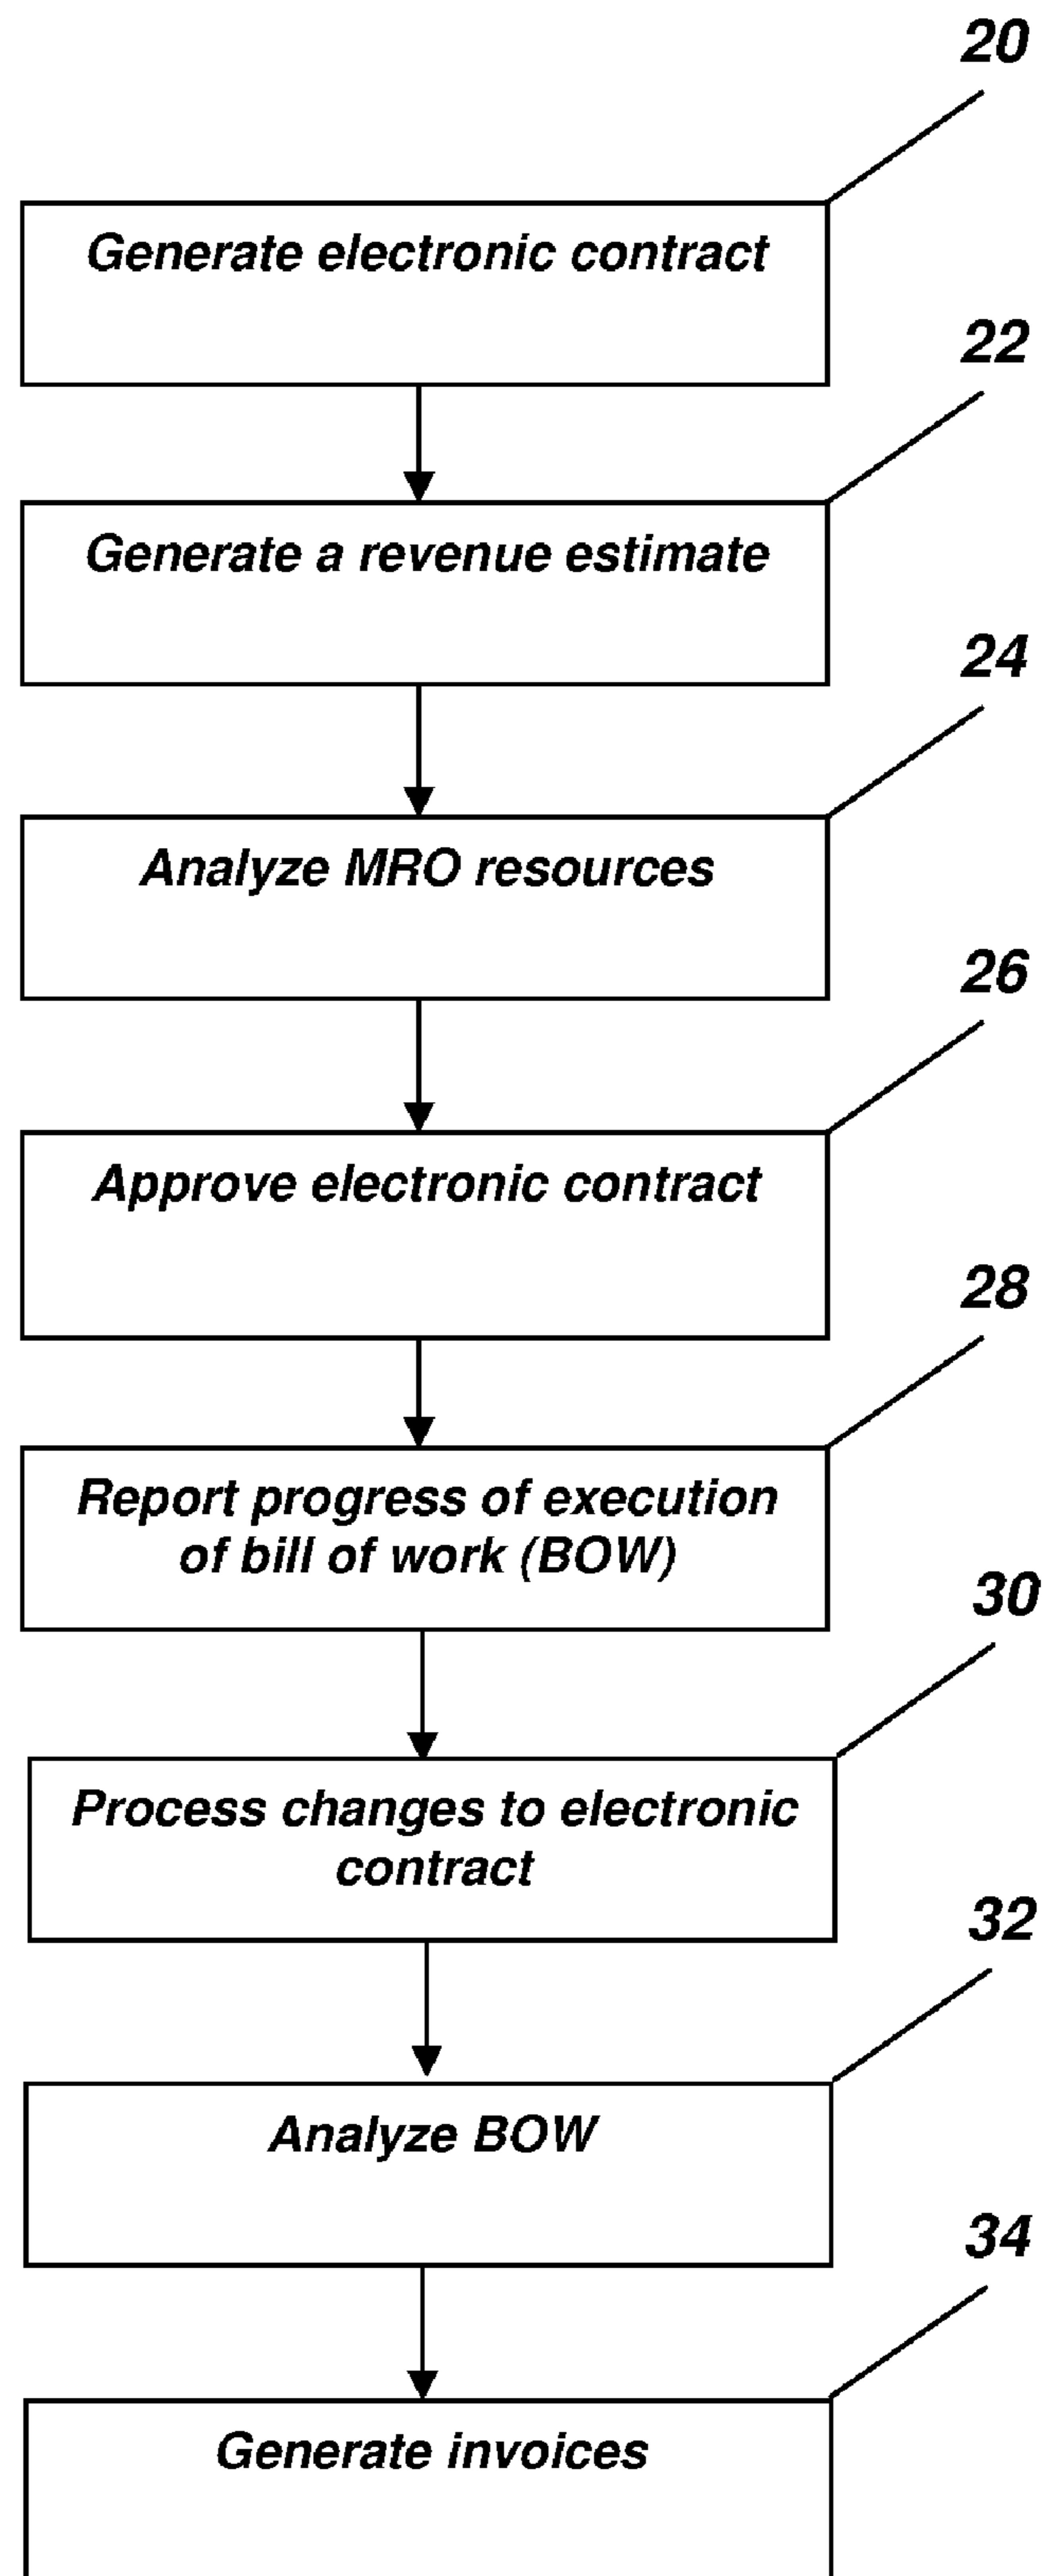 20
Generate electronic contract
22
Generate a revenue estimate
24
Analyze MRO resources
26
Approve electronic contract
28
Report progress of execution
of bill of work (BOW)
30
Process changes to electronic
contract
32
Analyze BOW
34
Generate invoices